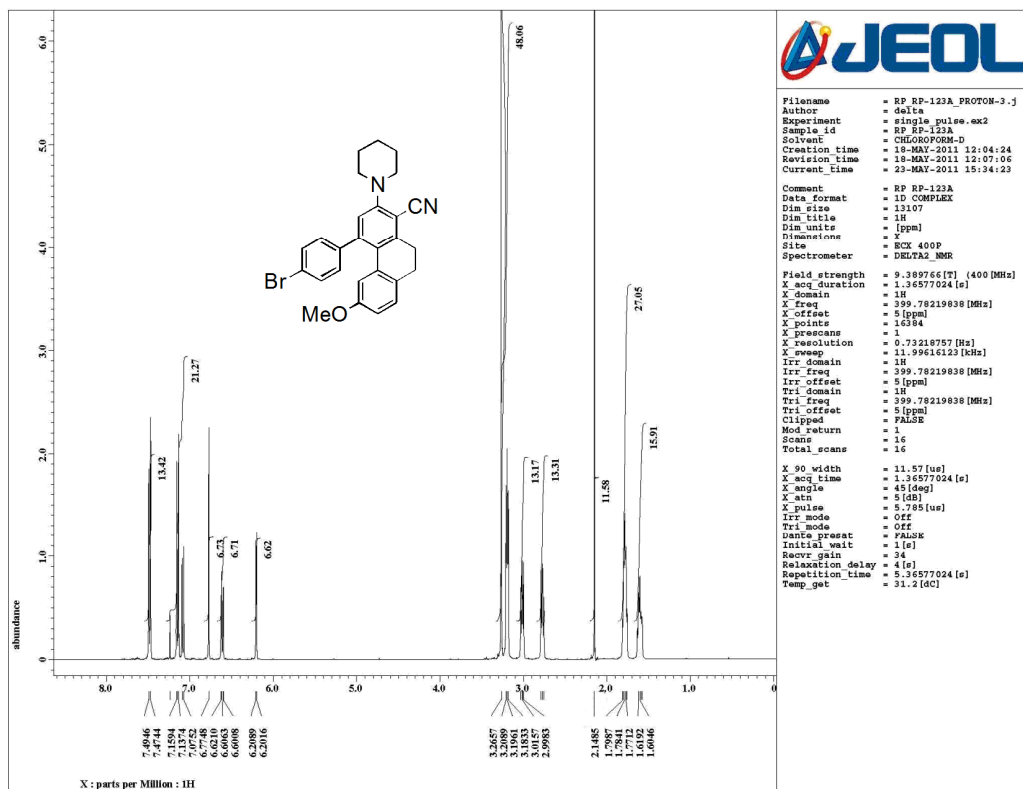 JEOL
Filename = RP_RP-123A_PROTON-3.j
Author = delta
Experiment = single_pulse.ex2
Sample_id = RP_RP-123A
Solvent = CHLOROFORM-D
Creation_time = 18-MAY-2011 12:04:24
Revision_time = 18-MAY-2011 12:07:06
Current_time = 23-MAY-2011 15:34:23
Comment = RP RP-123A
Data_format = 1D COMPLEX
Dim_size = 13107
Dim_title = 1H
Dim_units = [ppm]
Dimensions = X
Site = ECX 400P
Spectrometer = DELTA2_NMR
Field_strength = 9.389766[T] (400[MHz]
X_acq_duration = 1.36577024[s]
X_domain = 1H
X_freq = 399.78219838[MHz]
X_offset = 5[ppm]
X_points = 16384
X_prescans = 1
X_resolution = 0.73218757[Hz]
X_sweep = 11.99616123[kHz]
Irr_domain = 1H
Irr_freq = 399.78219838[MHz]
Irr_offset = 5[ppm]
Tri_domain = 1H
Tri_freq = 399.78219838[MHz]
Tri_offset = 5[ppm]
Clipped = FALSE
Mod_return = 1
Scans = 16
Total_scans = 16
X_90_width = 11.57[us]
X_acq_time = 1.36577024[s]
X_angle = 45[deg]
X_atn = 5[dB]
X_pulse = 5.785[us]
Irr_mode = Off
Tri_mode = Off
Dante_presat = FALSE
Initial_wait = 1[s]
Recvr_gain = 34
Relaxation_delay = 4[s]
Repetition_time = 5.36577024[s]
Temp_get = 31.2[dC]
abundance
6.0
5.0
4.0
3.0
2.0
1.0
0
N
CN
Br
MeO
13.42
21.27
6.73
6.71
6.62
48.06
13.17
13.31
11.58
27.05
15.91
8.0
7.0
6.0
5.0
4.0
3.0
2.0
1.0
0
7.4946
7.4744
7.1594
7.1374
7.0752
6.7748
6.6210
6.6063
6.6008
6.2089
6.2016
3.2657
3.2089
3.1961
3.1833
3.0157
2.9983
2.1485
1.7987
1.7841
1.7712
1.6192
1.6046
X : parts per Million : 1H